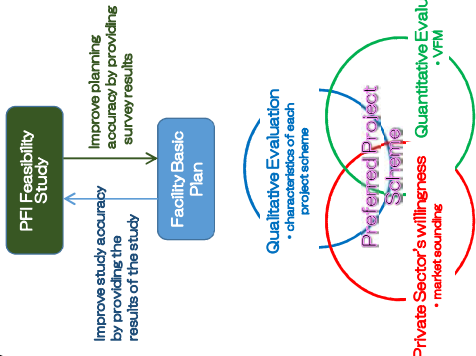 PFI Feasibility
Study
Improve study accuracy
by providing the
results of the study
Improve planning
accuracy by providing
survey results
Facility Basic
Plan
Qualitative Evaluation
・characteristics of each
project scheme
Preferred Project
Scheme
Private Sector's willingness
・market sounding
Quantitative Evalu
・VFM